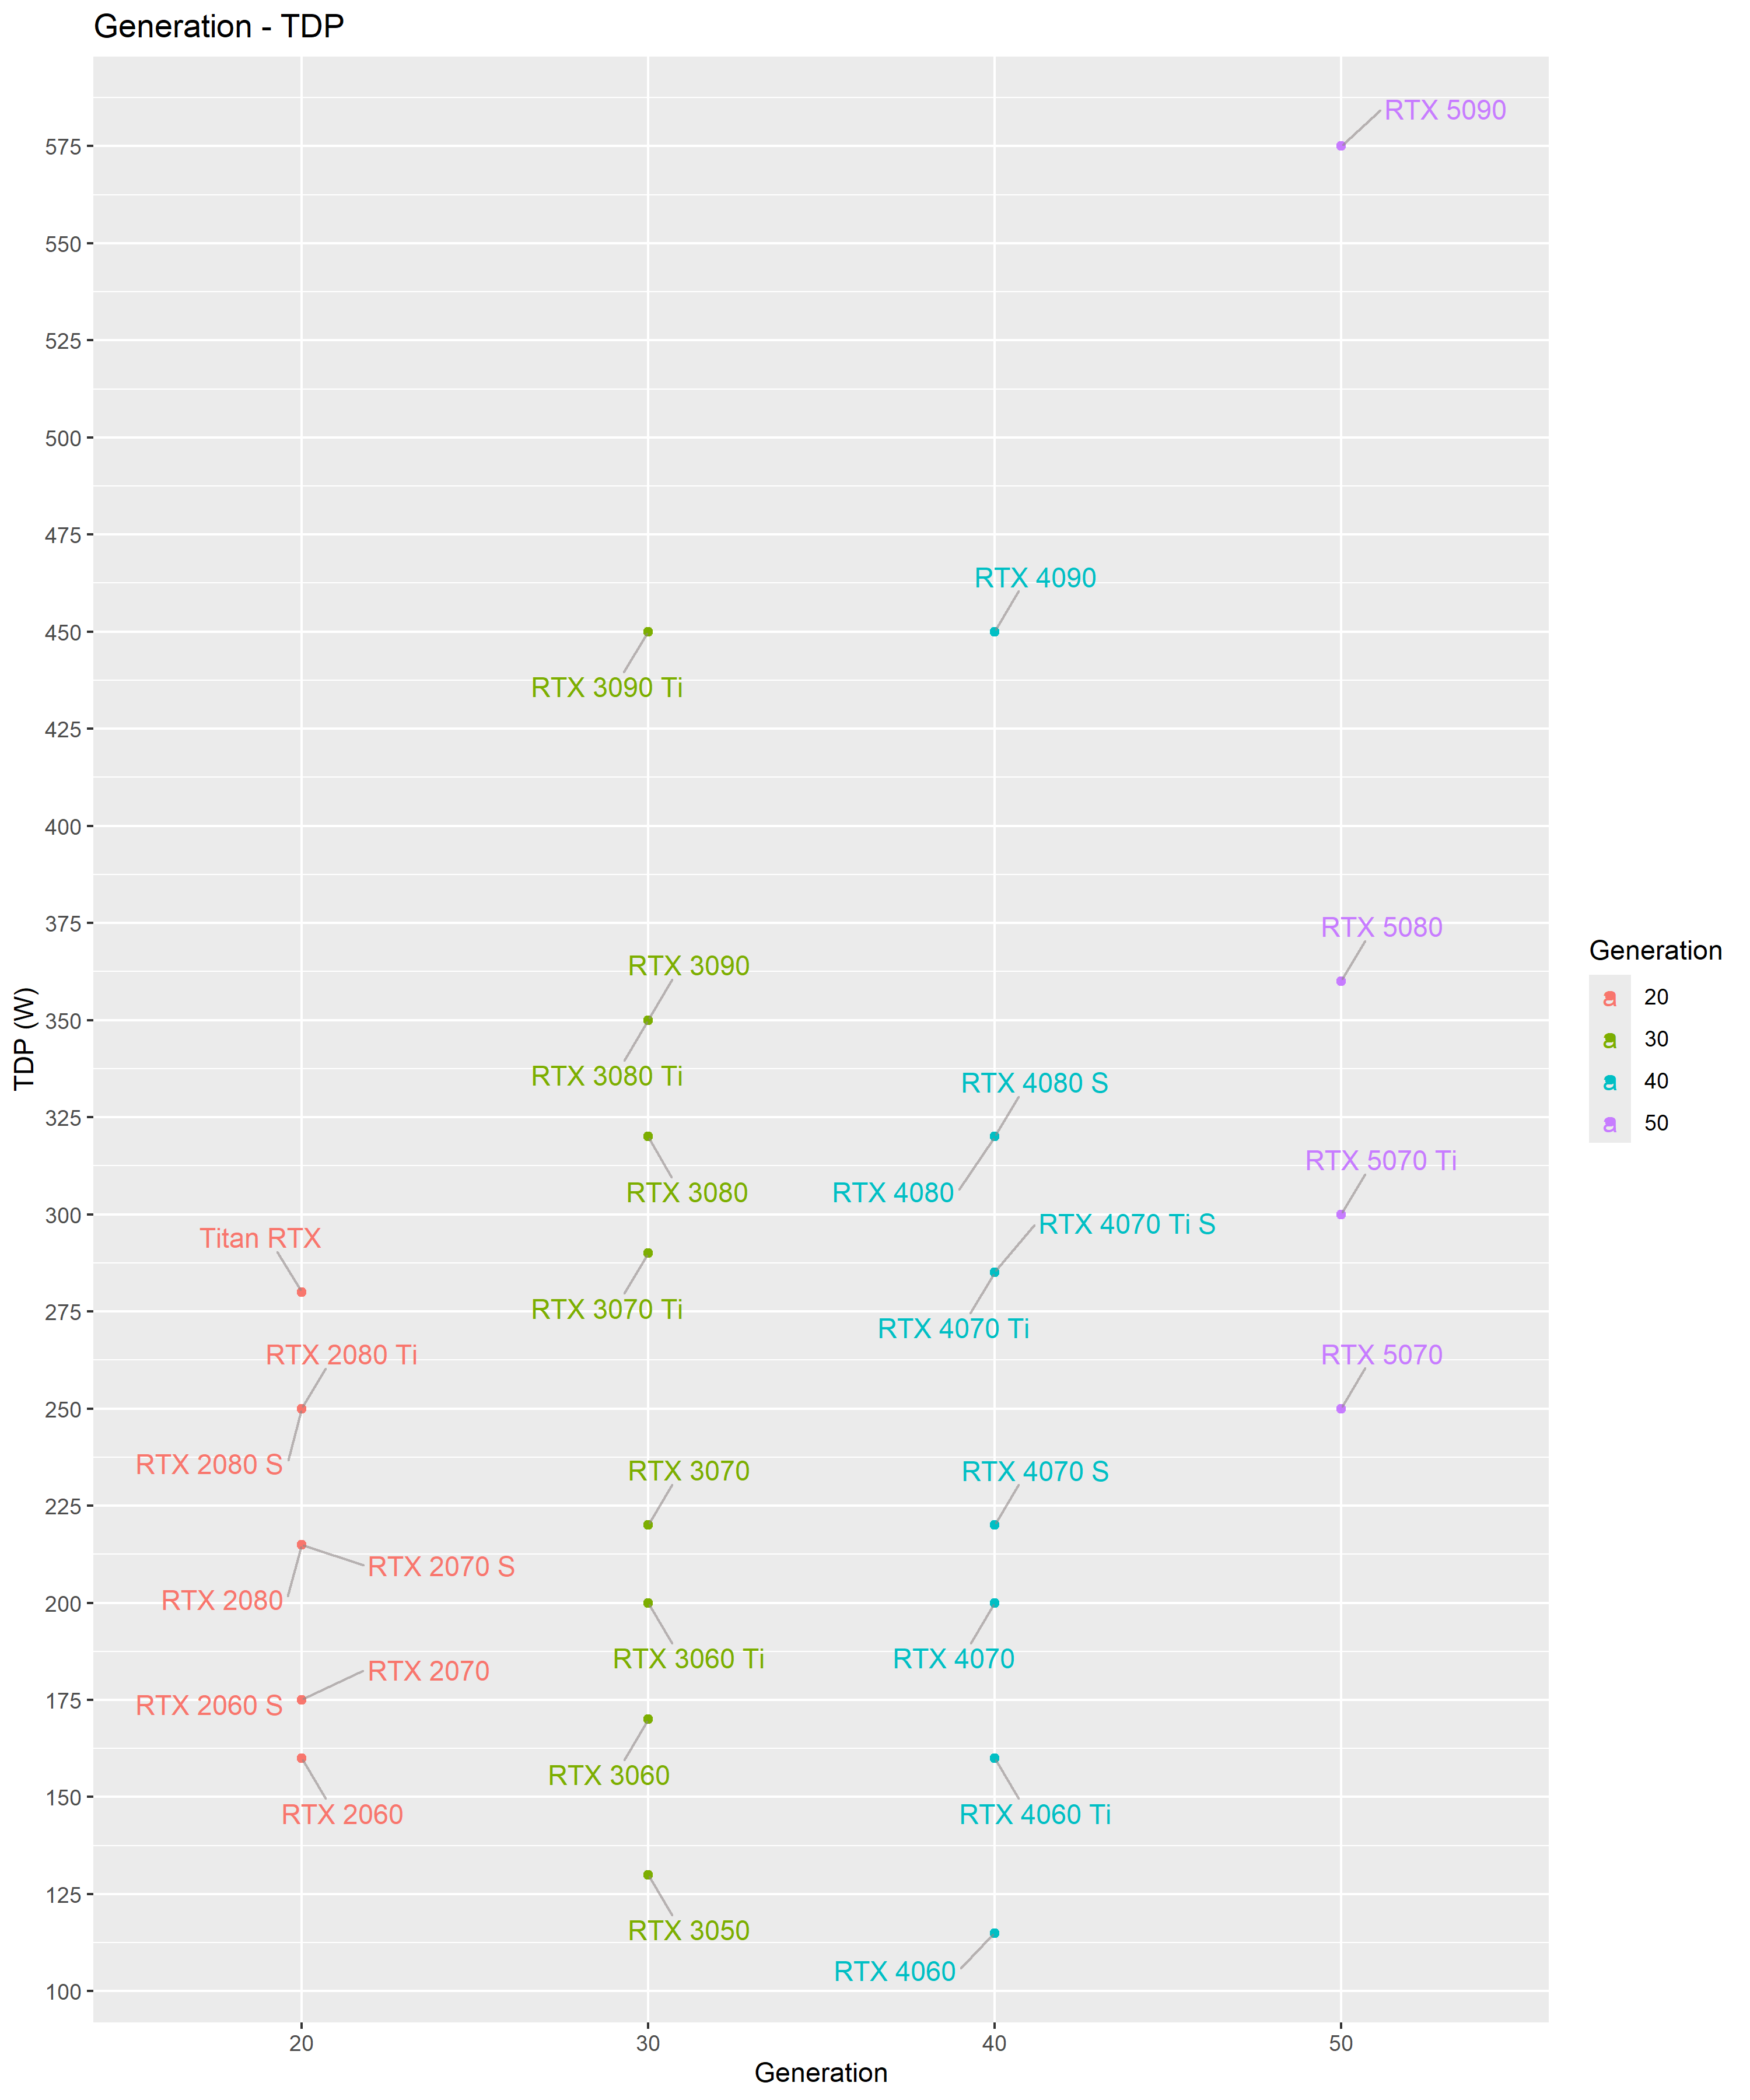 Generation - TDP
RTX 5090
575
550
525
500
475
RTX 4090
450
RTX 3090 Ti
425
400
375
RTX 5080
RTX 3090
350
RTX 3080 Ti
RTX 4080 S
325
RTX 5070 Ti
RTX 3080
RTX 4080
300
RTX 4070 Ti S
Titan RTX
275
RTX 3070 Ti
RTX 4070 Ti
RTX 2080 Ti
RTX 5070
250
RTX 2080 S
RTX 3070
RTX 4070 S
225
RTX 2070 S
RTX 2080
200
RTX 3060 Ti
RTX 4070
RTX 2070
175
RTX 2060 S
RTX 3060
150
RTX 2060
RTX 4060 Ti
125
RTX 3050
RTX 4060
100
20
30
40
50
Generation
TDP (W)
Generation
a 20
a 30
a 40
a 50